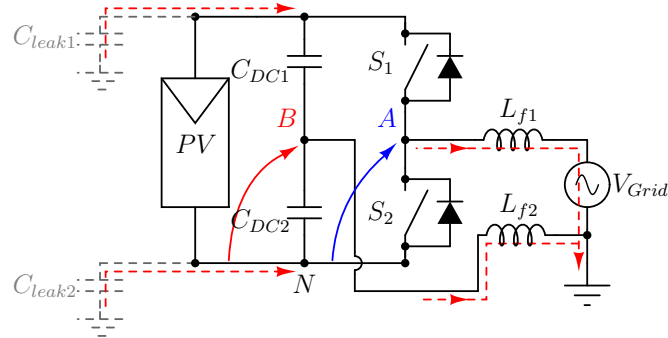 C_{leak1}
C_{DC1}
S_1
B
A
L_{f1}
PV
V_{Grid}
C_{DC2}
S_2
L_{f2}
C_{leak2}
N